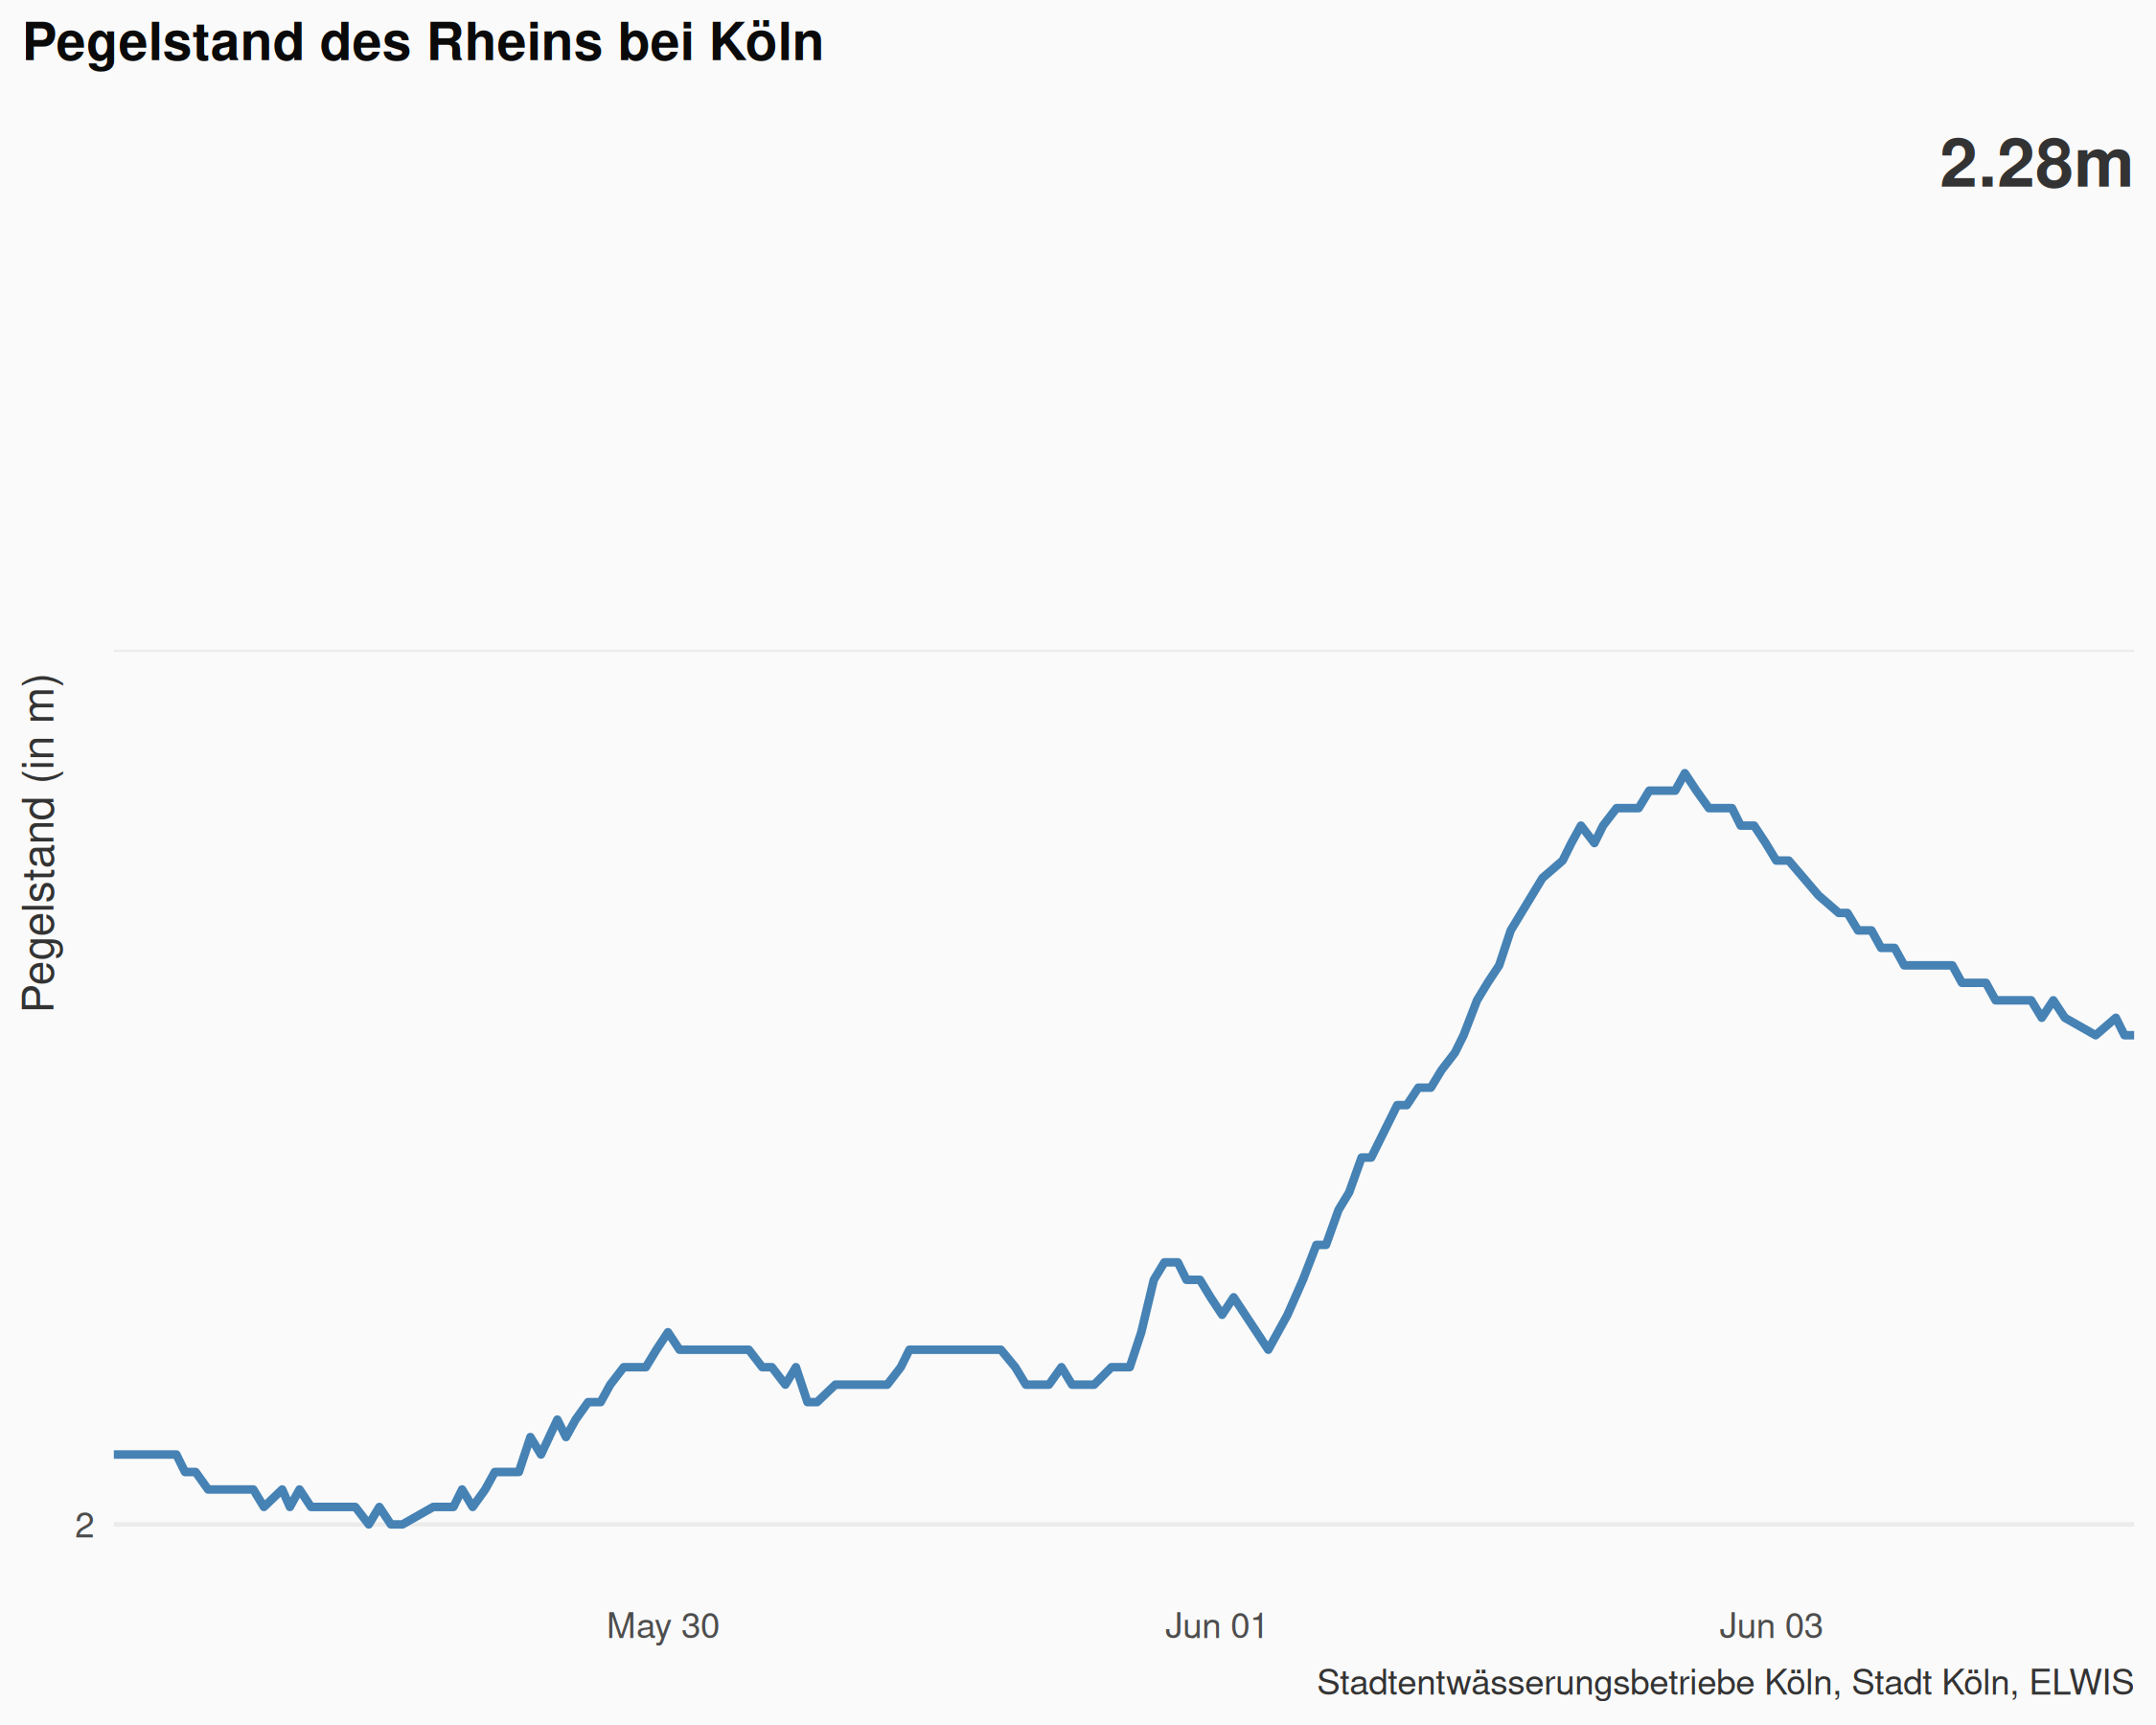 Pegelstand des Rheins bei Köln
2.28m
Pegelstand (in m)
2
May 30
Jun 01
Jun 03
Stadtentwässerungsbetriebe Köln, Stadt Köln, ELWIS